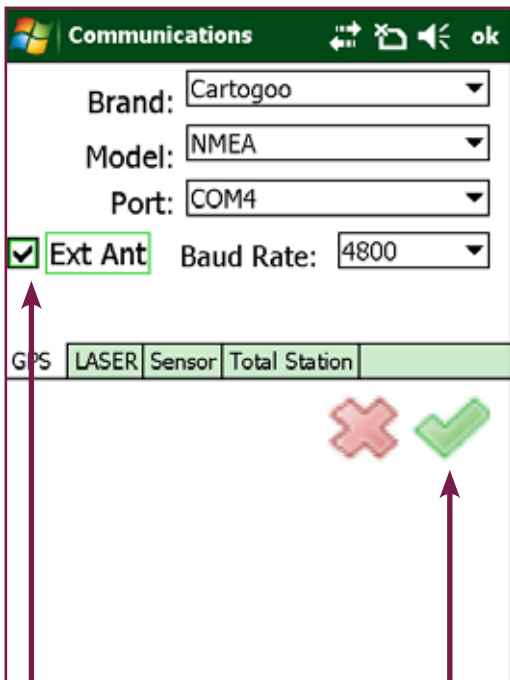 Communications ok
Brand: Cartogoo
Model: NMEA
Port: COM4
Ext Ant Baud Rate: 4800
GPS LASER Sensor Total Station